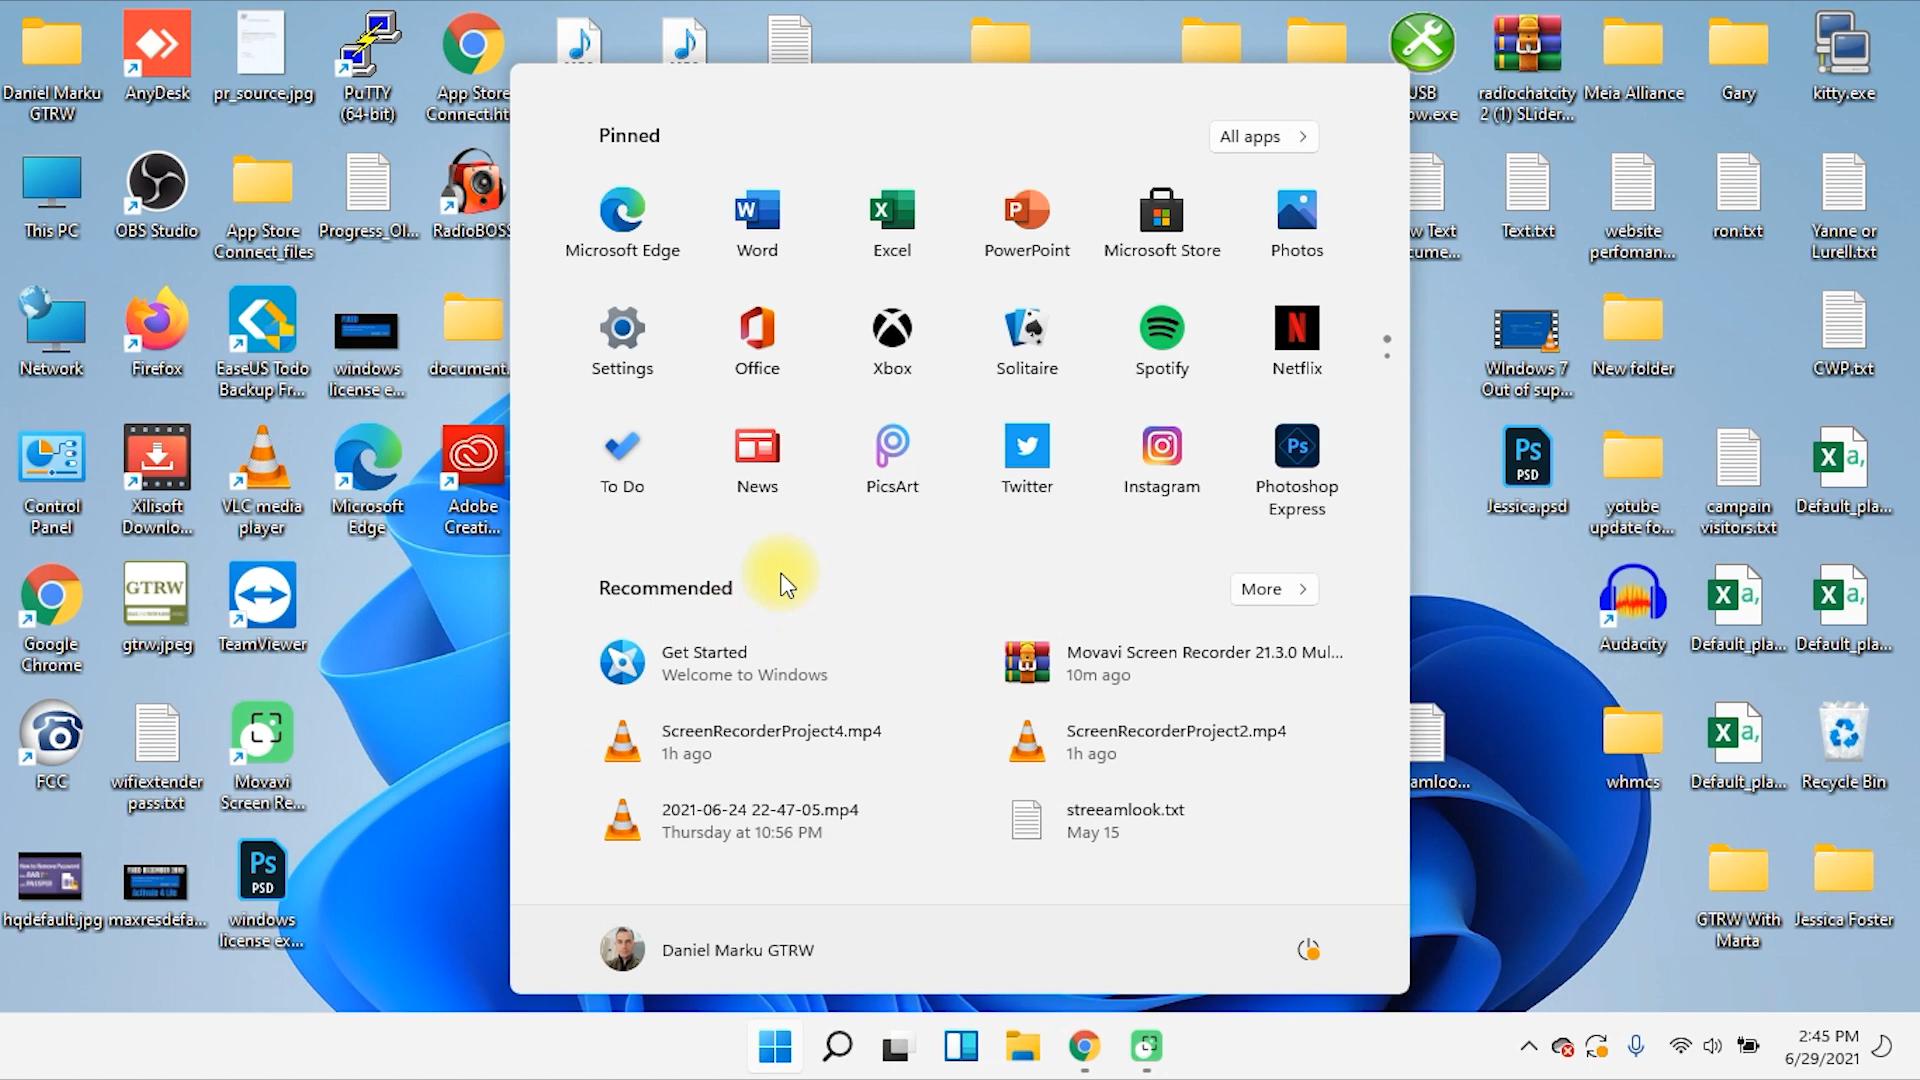 Daniel Marku
GTRW
AnyDesk
pr_source.jpg
PuTTY
(64-bit)
App Store
Connect.ht
USB
ow.exe
radiochatcity
2 (1) SLider...
Meia Alliance
Gary
kitty.exe
This PC
OBS Studio
App Store
Connect_files
Progress_Ol...
RadioBOSS
w Text
cume...
Text.txt
website
perfoman...
ron.txt
Yanne or
Lurell.txt
Network
Firefox
EaseUS Todo
Backup Fr...
windows
license e...
document.
WIndows 7
Out of sup...
New folder
CWP.txt
Control
Panel
Xilisoft
Downlo...
VLC media
player
Microsoft
Edge
Adobe
Creati...
Jessica.psd
yotube
update fo...
campain
visitors.txt
Default_pla...
Google
Chrome
GTRW
gtrw.jpeg
TeamViewer
Audacity
Default_pla...
Default_pla...
FCC
wifiextender
pass.txt
Movavi
Screen Re...
amloo...
whmcs
Default_pla...
Recycle Bin
hqdefault.jpg
maxresdefa...
Ps
PSD
windows
license ex...
Ps
PSD
GTRW With
Marta
Jessica Foster
Pinned
All apps
Microsoft Edge
Word
Excel
PowerPoint
Microsoft Store
Photos
Settings
Office
Xbox
Solitaire
Spotify
Netflix
To Do
News
PicsArt
Twitter
Instagram
Photoshop
Express
Recommended
More
Get Started
Welcome to Windows
Movavi Screen Recorder 21.3.0 Mul...
10m ago
ScreenRecorderProject4.mp4
1h ago
ScreenRecorderProject2.mp4
1h ago
2021-06-24 22-47-05.mp4
Thursday at 10:56 PM
streeamlook.txt
May 15
Daniel Marku GTRW
2:45 PM
6/29/2021